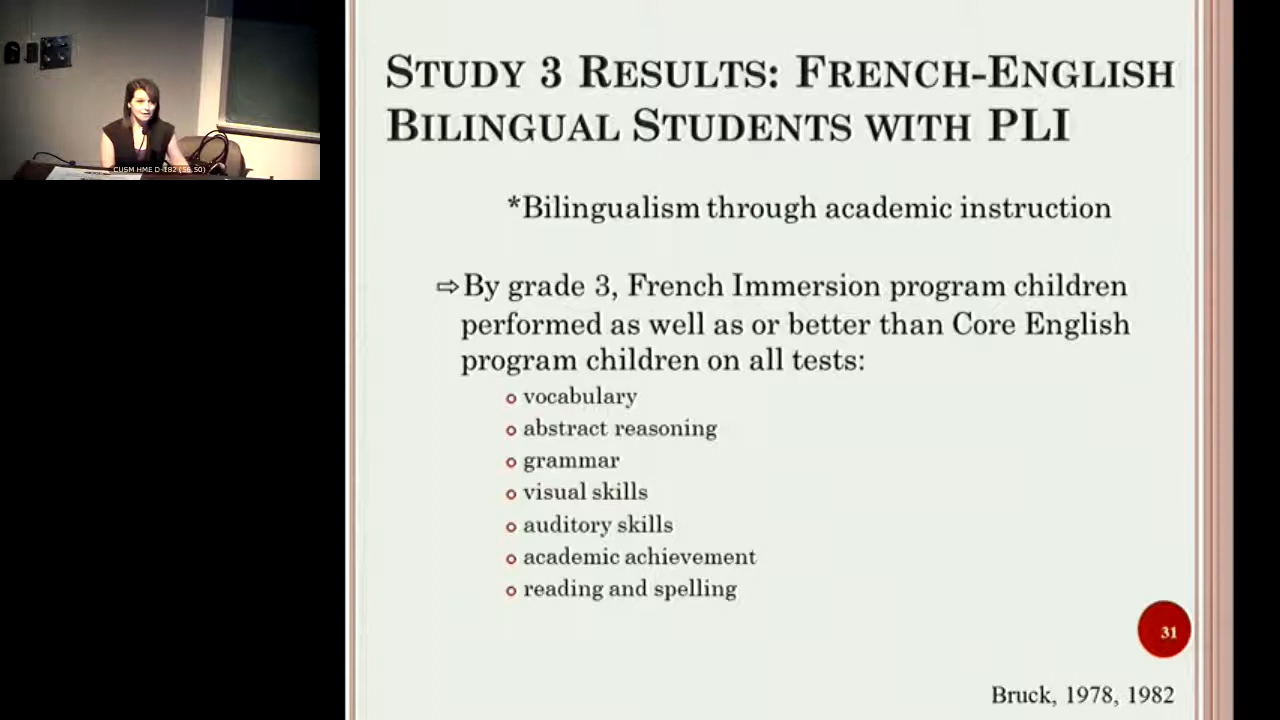 STUDY 3 RESULTS: FRENCH-ENGLISH
BILINGUAL STUDENTS WITH PLI
*Bilingualism through academic instruction
⇨By grade 3, French Immersion program children
performed as well as or better than Core English
program children on all tests:
vocabulary
abstract reasoning
grammar
visual skills
auditory skills
academic achievement
reading and spelling
31
Bruck, 1978, 1982